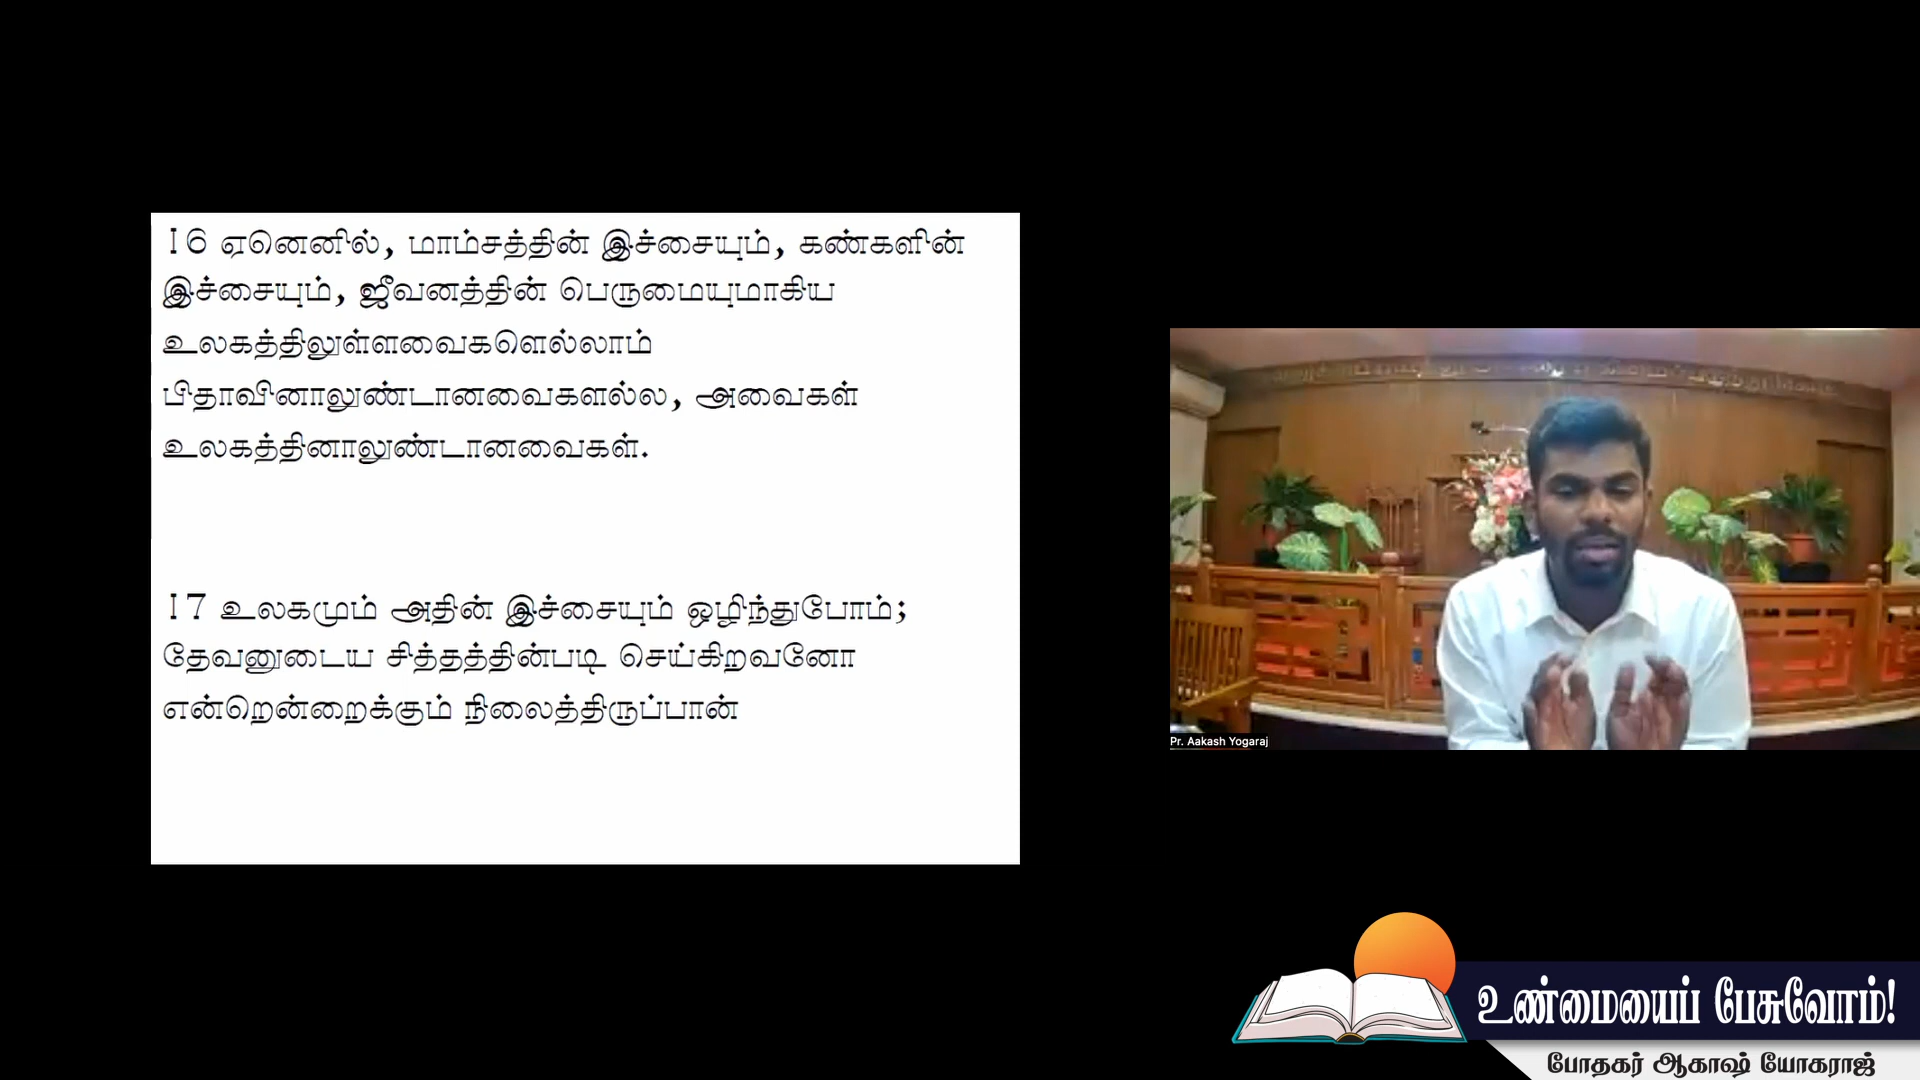 16 ஏனெனில், மாம்சத்தின் இச்சையும், கண்களின்
இச்சையும், ஜீவனத்தின் பெருமையுமாகிய
உலகத்திலுள்ளவைகளெல்லாம்
பிதாவினாலுண்டானவைகளல்ல, அவைகள்
உலகத்தினாலுண்டானவைகள்.
17 உலகமும் அதின் இச்சையும் ஒழிந்துபோம்;
தேவனுடைய சித்தத்தின்படி செய்கிறவனோ
என்றென்றைக்கும் நிலைத்திருப்பான்
Pr. Aakash Yogaraj
உண்மையைப் பேசுவோம்!
போதகர் ஆகாஷ் யோகராஜ்